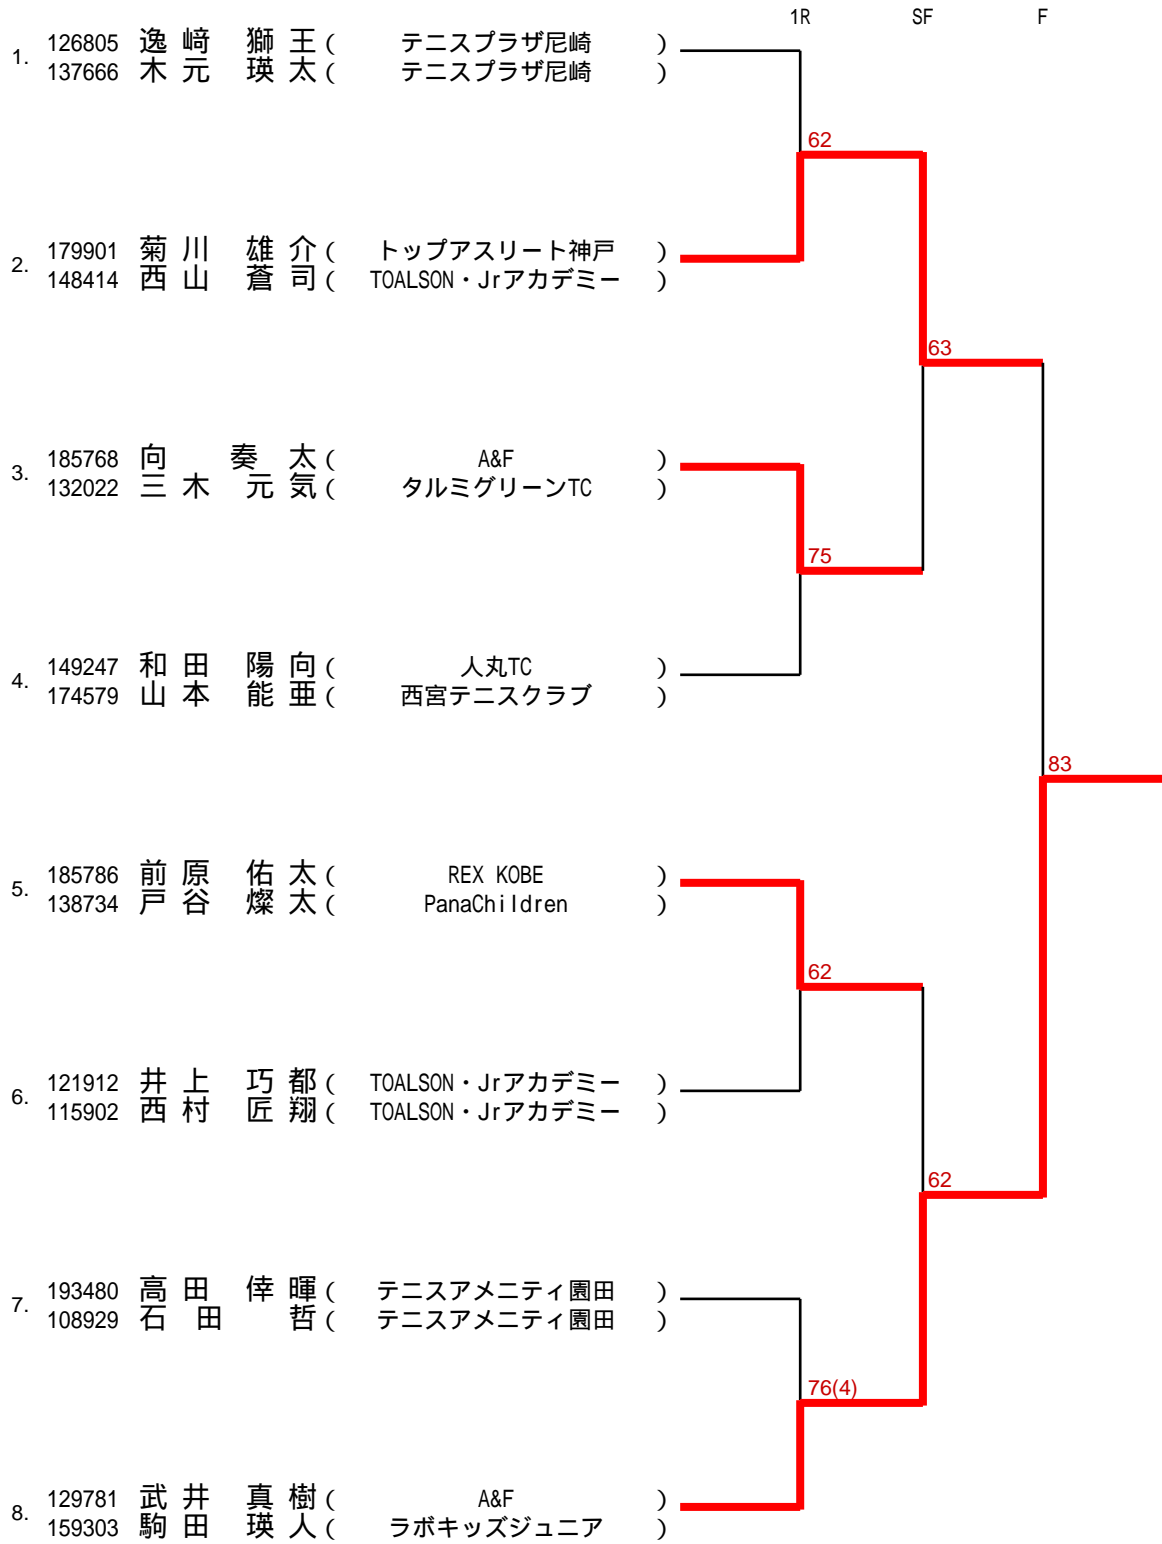 1R SF F
1. 126805 逸﨑 獅王 ( テニスプラザ尼崎 )
137666 木元 瑛太 ( テニスプラザ尼崎 )
62
2. 179901 菊川 雄介 ( トップアスリート神戸 )
148414 西山 蒼司 ( TOALSON・Jrアカデミー )
63
3. 185768 向 奏太 ( A&F )
132022 三木 元気 ( タルミグリーンTC )
75
4. 149247 和田 陽向 ( 人丸TC )
174579 山本 能亜 ( 西宮テニスクラブ )
83
5. 185786 前原 佑太 ( REX KOBE )
138734 戸谷 燦太 ( PanaChildren )
62
6. 121912 井上 巧都 ( TOALSON・Jrアカデミー )
115902 西村 匠翔 ( TOALSON・Jrアカデミー )
62
7. 193480 高田 倖暉 ( テニスアメニティ園田 )
108929 石田 哲 ( テニスアメニティ園田 )
76(4)
8. 129781 武井 真樹 ( A&F )
159303 駒田 瑛人 ( ラボキッズジュニア )